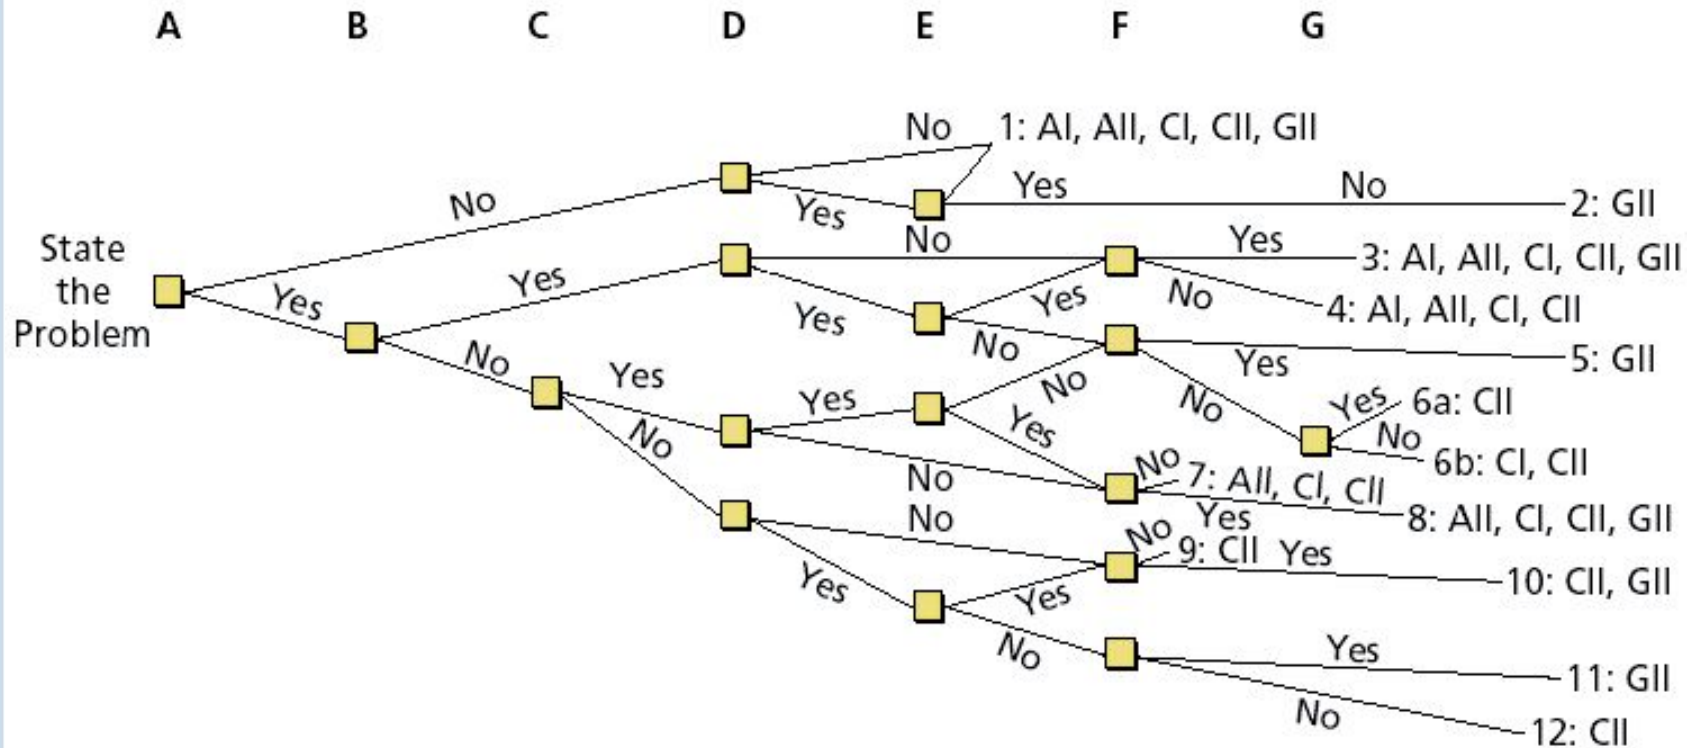 A B C D E F G
No 1: AI, AII, CI, CII, GII
No Yes Yes No 2: GII
State the Problem
Yes
Yes No Yes 3: AI, AII, CI, CII, GII
Yes Yes No 4: AI, AII, CI, CII
No No Yes 5: GII
Yes Yes No No Yes 6a: CII
No Yes No 6b: CI, CII
No No 7: AII, CI, CII
Yes 8: AII, CI, CII, GII
No No 9: CII Yes
10: CII, GII
Yes Yes
No Yes 11: GII
No 12: CII